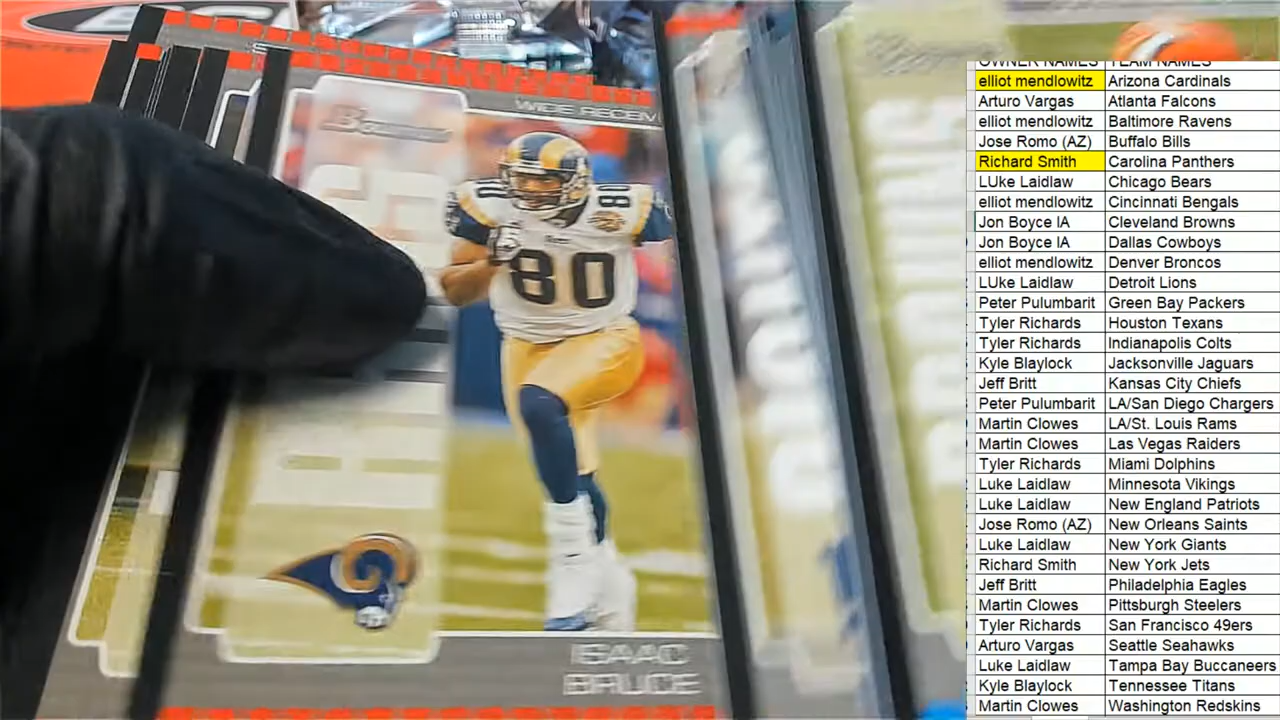 Bowman
WIDE RECEIV
80
80
80
ISAAC
BRUCE
OWNER NAMES TEAM NAMES
elliot mendlowitz Arizona Cardinals
Arturo Vargas Atlanta Falcons
elliot mendlowitz Baltimore Ravens
Jose Romo (AZ) Buffalo Bills
Richard Smith Carolina Panthers
LUke Laidlaw Chicago Bears
elliot mendlowitz Cincinnati Bengals
Jon Boyce IA Cleveland Browns
Jon Boyce IA Dallas Cowboys
elliot mendlowitz Denver Broncos
LUke Laidlaw Detroit Lions
Peter Pulumbarit Green Bay Packers
Tyler Richards Houston Texans
Tyler Richards Indianapolis Colts
Kyle Blaylock Jacksonville Jaguars
Jeff Britt Kansas City Chiefs
Peter Pulumbarit LA/San Diego Chargers
Martin Clowes LA/St. Louis Rams
Martin Clowes Las Vegas Raiders
Tyler Richards Miami Dolphins
Luke Laidlaw Minnesota Vikings
Luke Laidlaw New England Patriots
Jose Romo (AZ) New Orleans Saints
Luke Laidlaw New York Giants
Richard Smith New York Jets
Jeff Britt Philadelphia Eagles
Martin Clowes Pittsburgh Steelers
Tyler Richards San Francisco 49ers
Arturo Vargas Seattle Seahawks
Luke Laidlaw Tampa Bay Buccaneers
Kyle Blaylock Tennessee Titans
Martin Clowes Washington Redskins